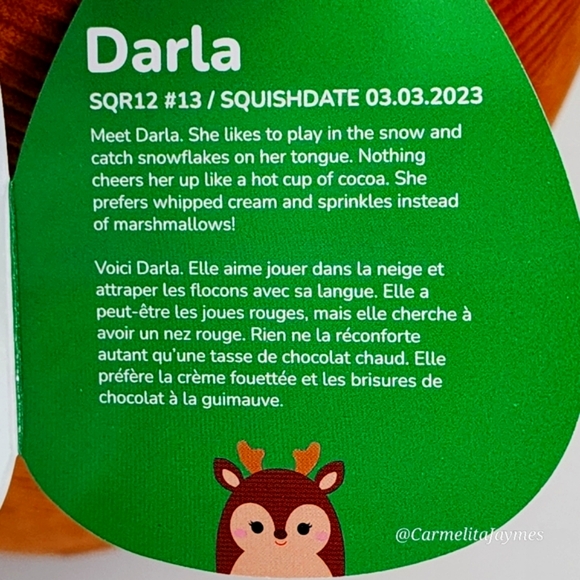 Darla
SQR12 #13 / SQUISHDATE 03.03.2023
Meet Darla. She likes to play in the snow and
catch snowflakes on her tongue. Nothing
cheers her up like a hot cup of cocoa. She
prefers whipped cream and sprinkles instead
of marshmallows!
Voici Darla. Elle aime jouer dans la neige et
attraper les flocons avec sa langue. Elle a
peut-être les joues rouges, mais elle cherche à
avoir un nez rouge. Rien ne la réconforte
autant qu'une tasse de chocolat chaud. Elle
préfère la crème fouettée et les brisures de
chocolat à la guimauve.
@CarmelitaJaymes